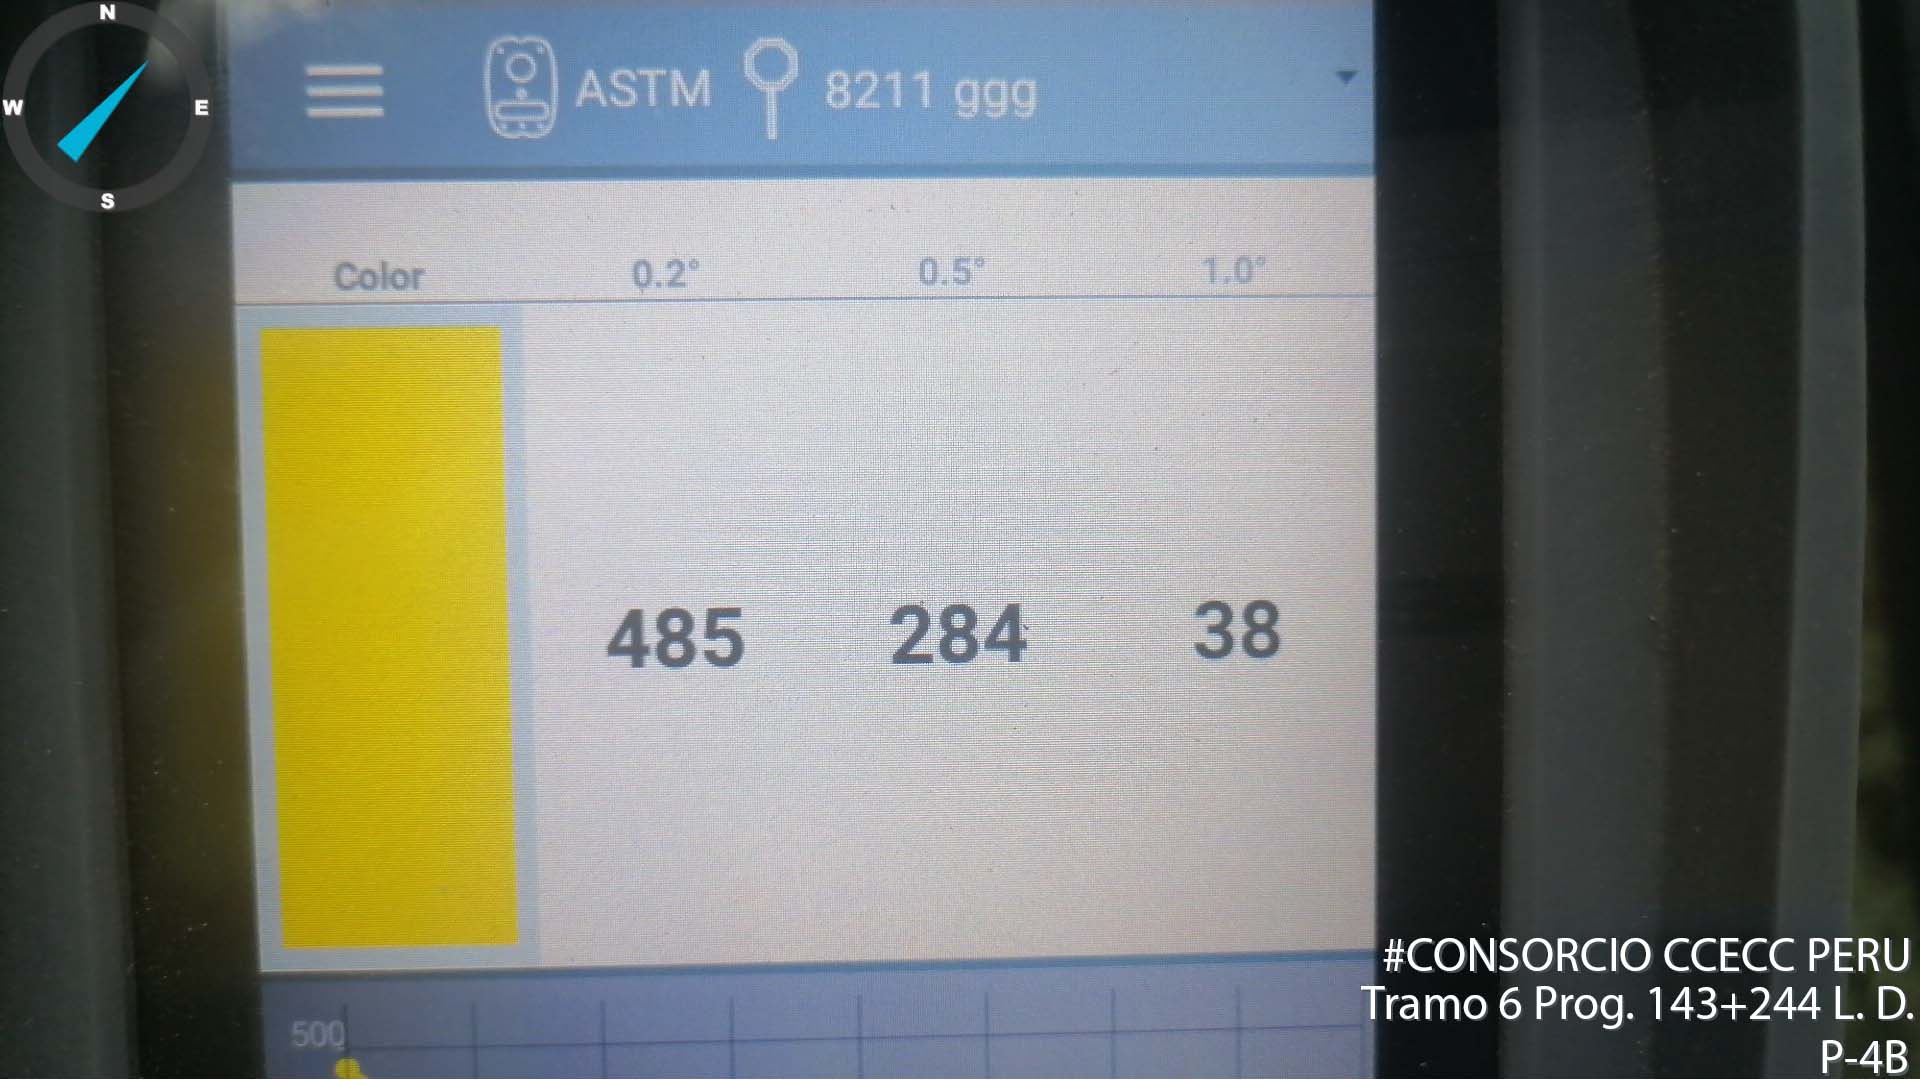 N
W E
S
ASTM 8211 ggg
Color 0.2° 0.5° 1.0°
485 284 38
500
#CONSORCIO CCECC PERU
Tramo 6 Prog. 143+244 L. D.
P-4B